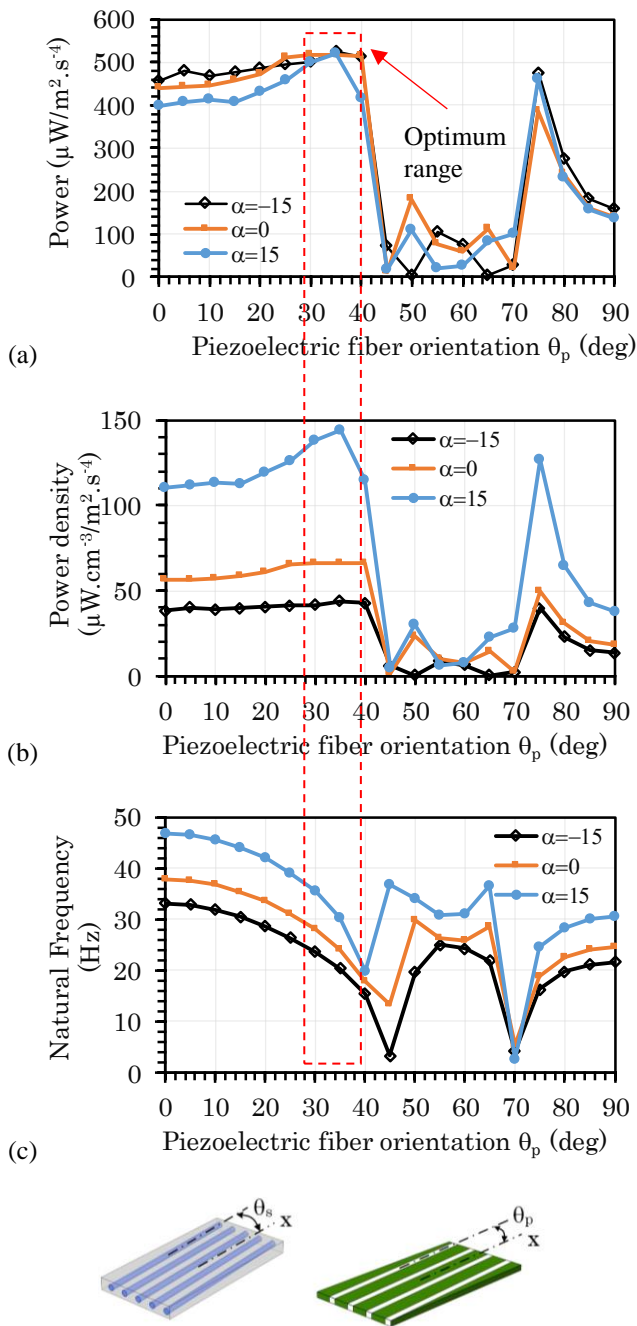 600
500
400
300
200
100
0
Power (µW/m².s⁻⁴)
Optimum
range
α=–15
α=0
α=15
0 10 20 30 40 50 60 70 80 90
Piezoelectric fiber orientation θp (deg)
(a)
150
100
50
0
Power density
(µW.cm⁻³/m².s⁻⁴)
α=–15
α=0
α=15
0 10 20 30 40 50 60 70 80 90
Piezoelectric fiber orientation θp (deg)
(b)
50
40
30
20
10
0
Natural Frequency
(Hz)
α=–15
α=0
α=15
0 10 20 30 40 50 60 70 80 90
Piezoelectric fiber orientation θp (deg)
(c)
θs
x
θp
x